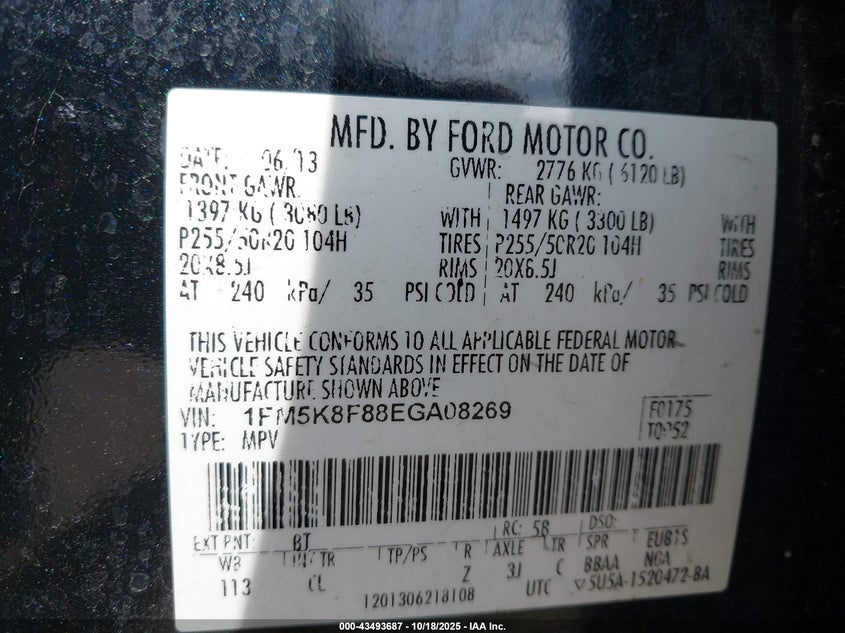 MFD. BY FORD MOTOR CO.
DATE: 06/13 GVWR: 2776 KG ( 6120 LB)
FRONT GAWR: REAR GAWR:
1397 KG ( 3080 LB) WITH 1497 KG ( 3300 LB) WITH
P255/50R20 104H TIRES P255/50R20 104H TIRES
20X8.5J RIMS 20X8.5J RIMS
AT 240 kPa/ 35 PSI COLD AT 240 kPa/ 35 PSI COLD
THIS VEHICLE CONFORMS TO ALL APPLICABLE FEDERAL MOTOR
VEHICLE SAFETY STANDARDS IN EFFECT ON THE DATE OF
MANUFACTURE SHOWN ABOVE
VIN: 1FM5K8F88EGA08269 F0175
TYPE: MPV
EXT PNT: BT RC: 58 DSO:
WB INT TR TP/PS R AXLE TR SPR EUB1S
113 CL Z 3J C BBAA NGA
1201306218108 UTC 5U5A-1520472-BA
000-43493687 - 10/18/2025 - IAA Inc.